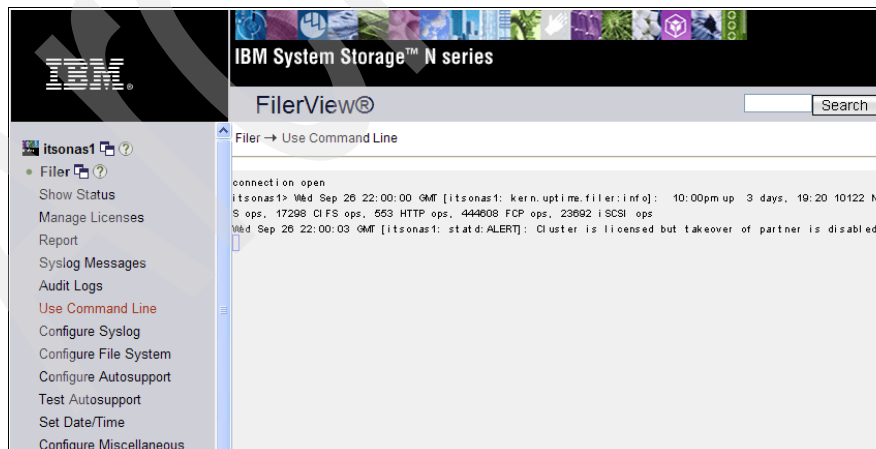 IBM®
IBM System Storage™ N series
FilerView®
Search
itsonas1
Filer
Show Status
Manage Licenses
Report
Syslog Messages
Audit Logs
Use Command Line
Configure Syslog
Configure File System
Configure Autosupport
Test Autosupport
Set Date/Time
Configure Miscellaneous
Filer → Use Command Line
connection open
itsonas1> Wed Sep 26 22:00:00 GMT [itsonas1: kern.uptime.filer:info]: 10:00pm up 3 days, 19:20 10122 N
S ops, 17298 CIFS ops, 553 HTTP ops, 444608 FCP ops, 23692 iSCSI ops
Wed Sep 26 22:00:03 GMT [itsonas1: statd:ALERT]: Cluster is licensed but takeover of partner is disabled